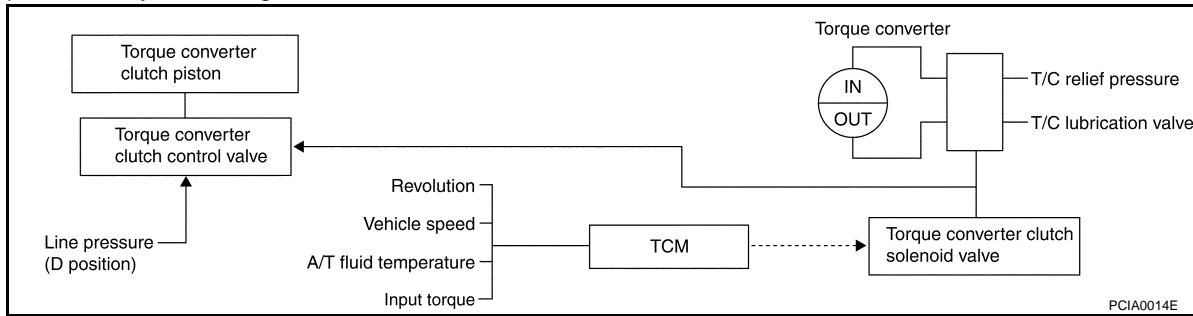 Torque converter
clutch piston
Torque converter
clutch control valve
Line pressure
(D position)
Revolution
Vehicle speed
A/T fluid temperature
Input torque
TCM
Torque converter
IN
OUT
T/C relief pressure
T/C lubrication valve
Torque converter clutch
solenoid valve
PCIA0014E